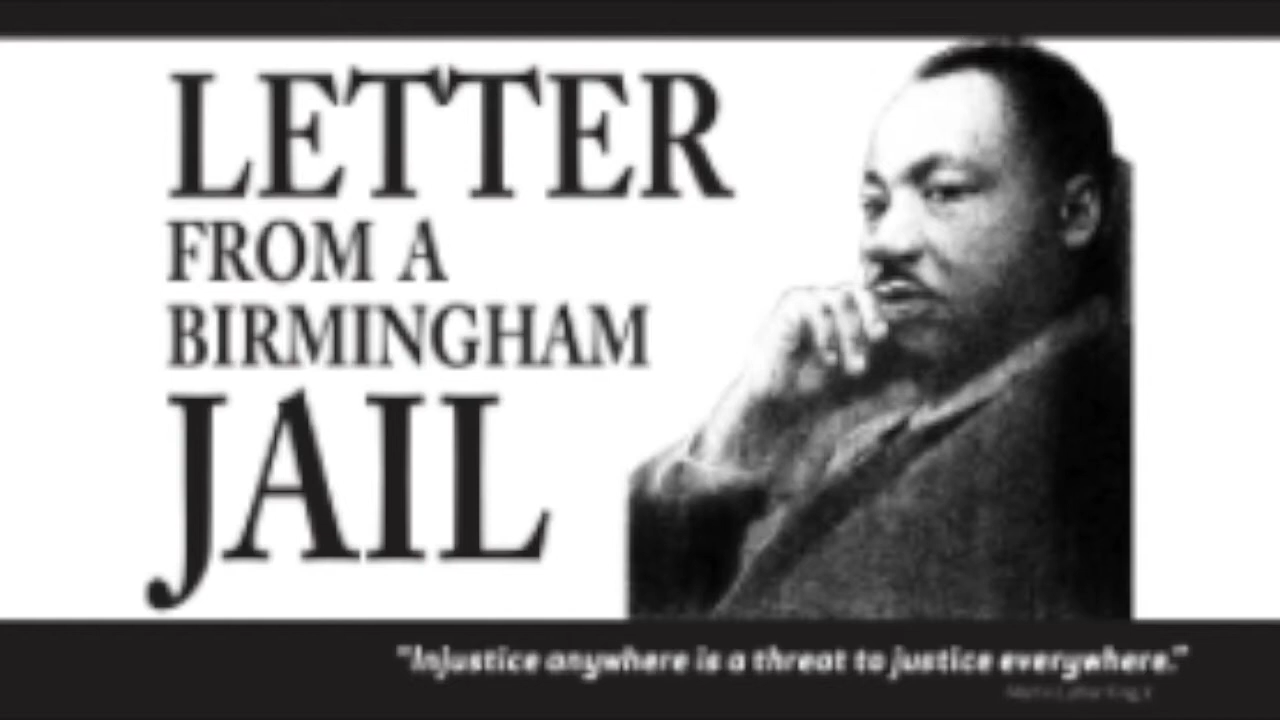 LETTER
FROM A
BIRMINGHAM
JAIL
"Injustice anywhere is a threat to justice everywhere."